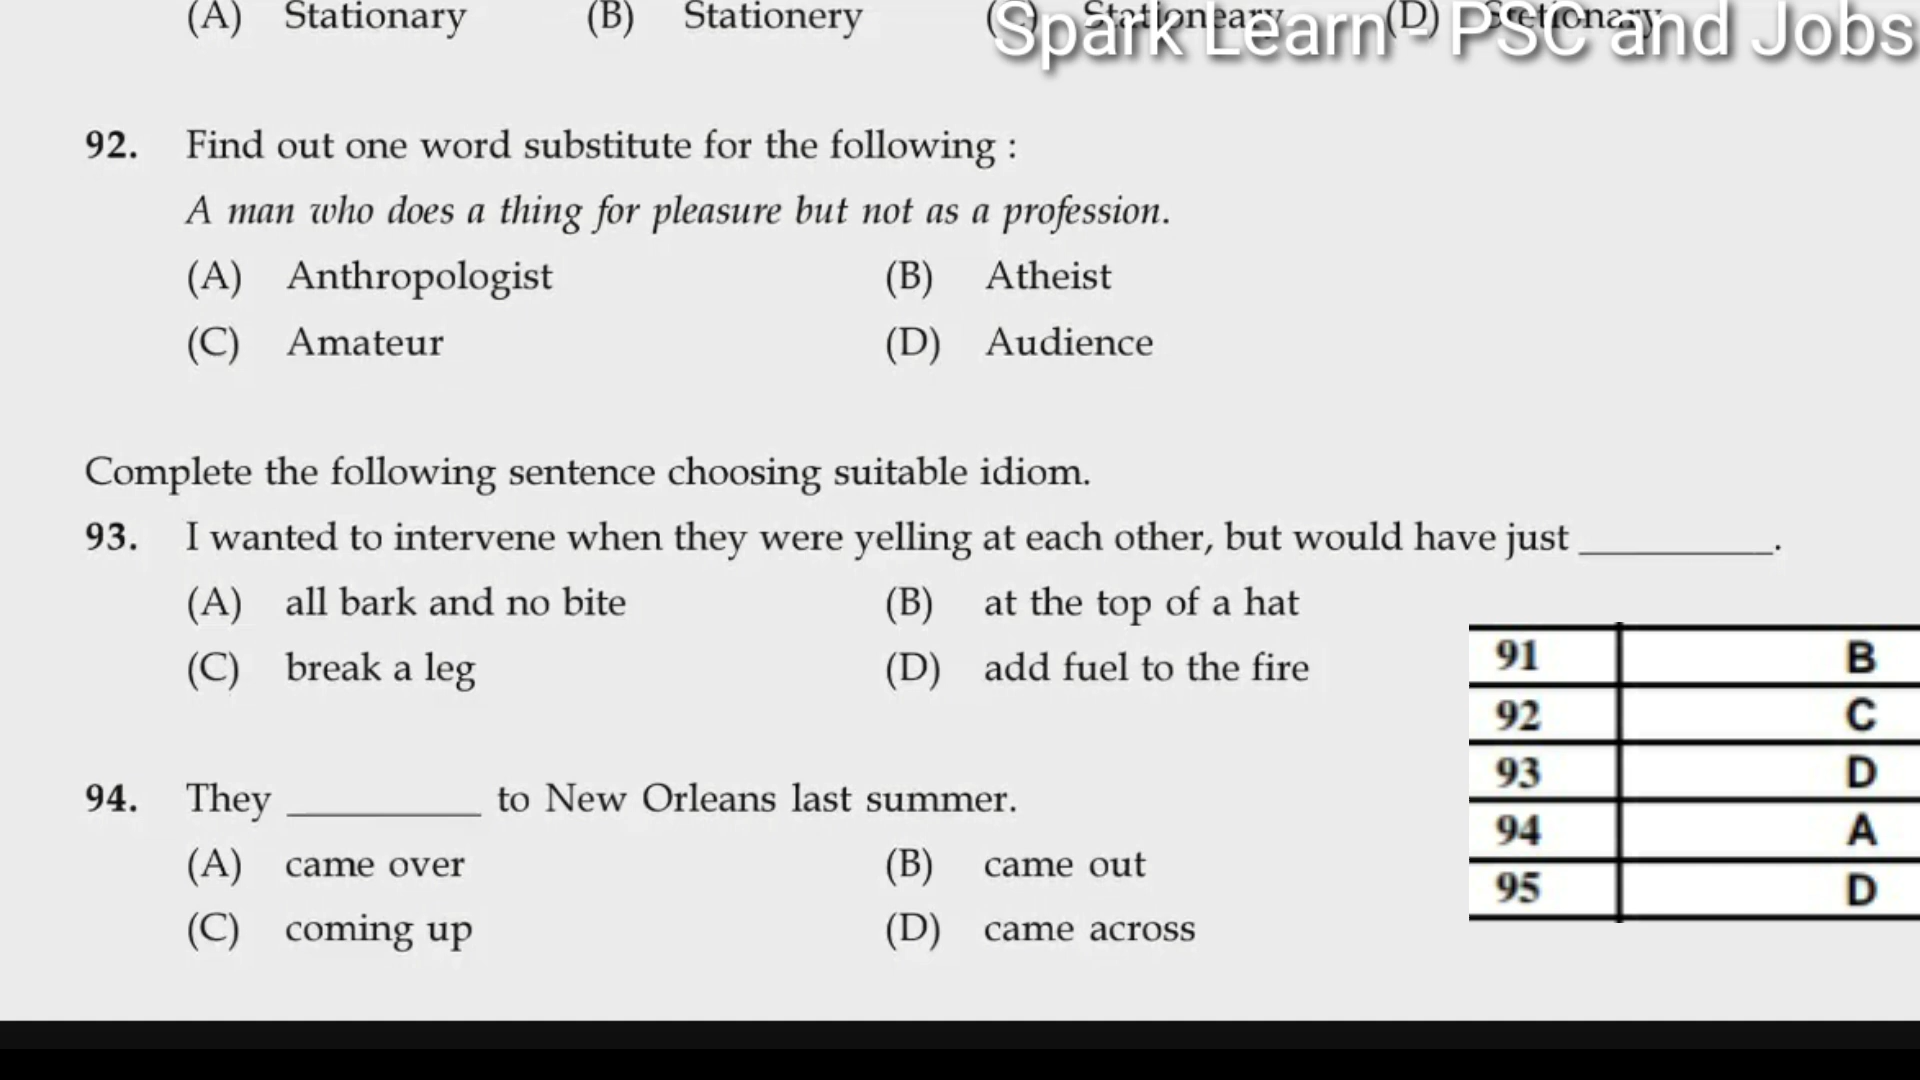 (A) Stationary (B) Stationery (C) Stationeary (D) Stetionary
Spark Learn - PSC and Jobs
92. Find out one word substitute for the following :
A man who does a thing for pleasure but not as a profession.
(A) Anthropologist (B) Atheist
(C) Amateur (D) Audience
Complete the following sentence choosing suitable idiom.
93. I wanted to intervene when they were yelling at each other, but would have just __________.
(A) all bark and no bite (B) at the top of a hat
(C) break a leg (D) add fuel to the fire
91 B
92 C
93 D
94 A
95 D
94. They __________ to New Orleans last summer.
(A) came over (B) came out
(C) coming up (D) came across